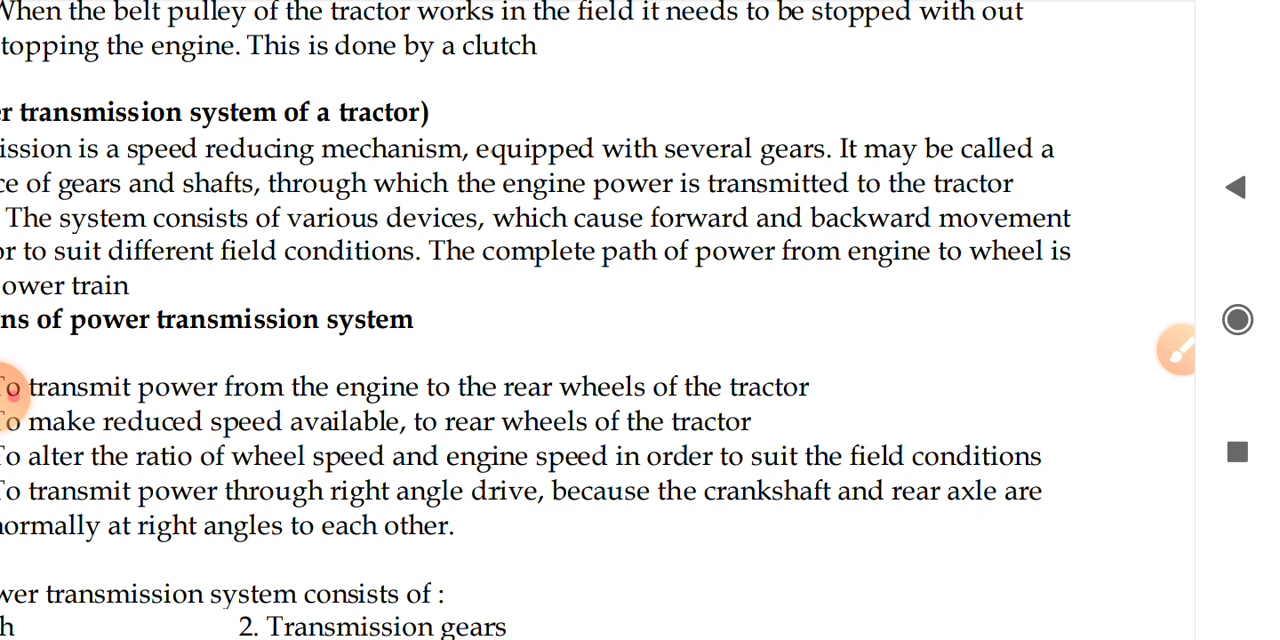 When the belt pulley of the tractor works in the field it needs to be stopped with out
topping the engine. This is done by a clutch
r transmission system of a tractor)
ission is a speed reducing mechanism, equipped with several gears. It may be called a
ce of gears and shafts, through which the engine power is transmitted to the tractor
The system consists of various devices, which cause forward and backward movement
or to suit different field conditions. The complete path of power from engine to wheel is
ower train
ns of power transmission system
To transmit power from the engine to the rear wheels of the tractor
To make reduced speed available, to rear wheels of the tractor
To alter the ratio of wheel speed and engine speed in order to suit the field conditions
To transmit power through right angle drive, because the crankshaft and rear axle are
normally at right angles to each other.
wer transmission system consists of :
h 2. Transmission gears